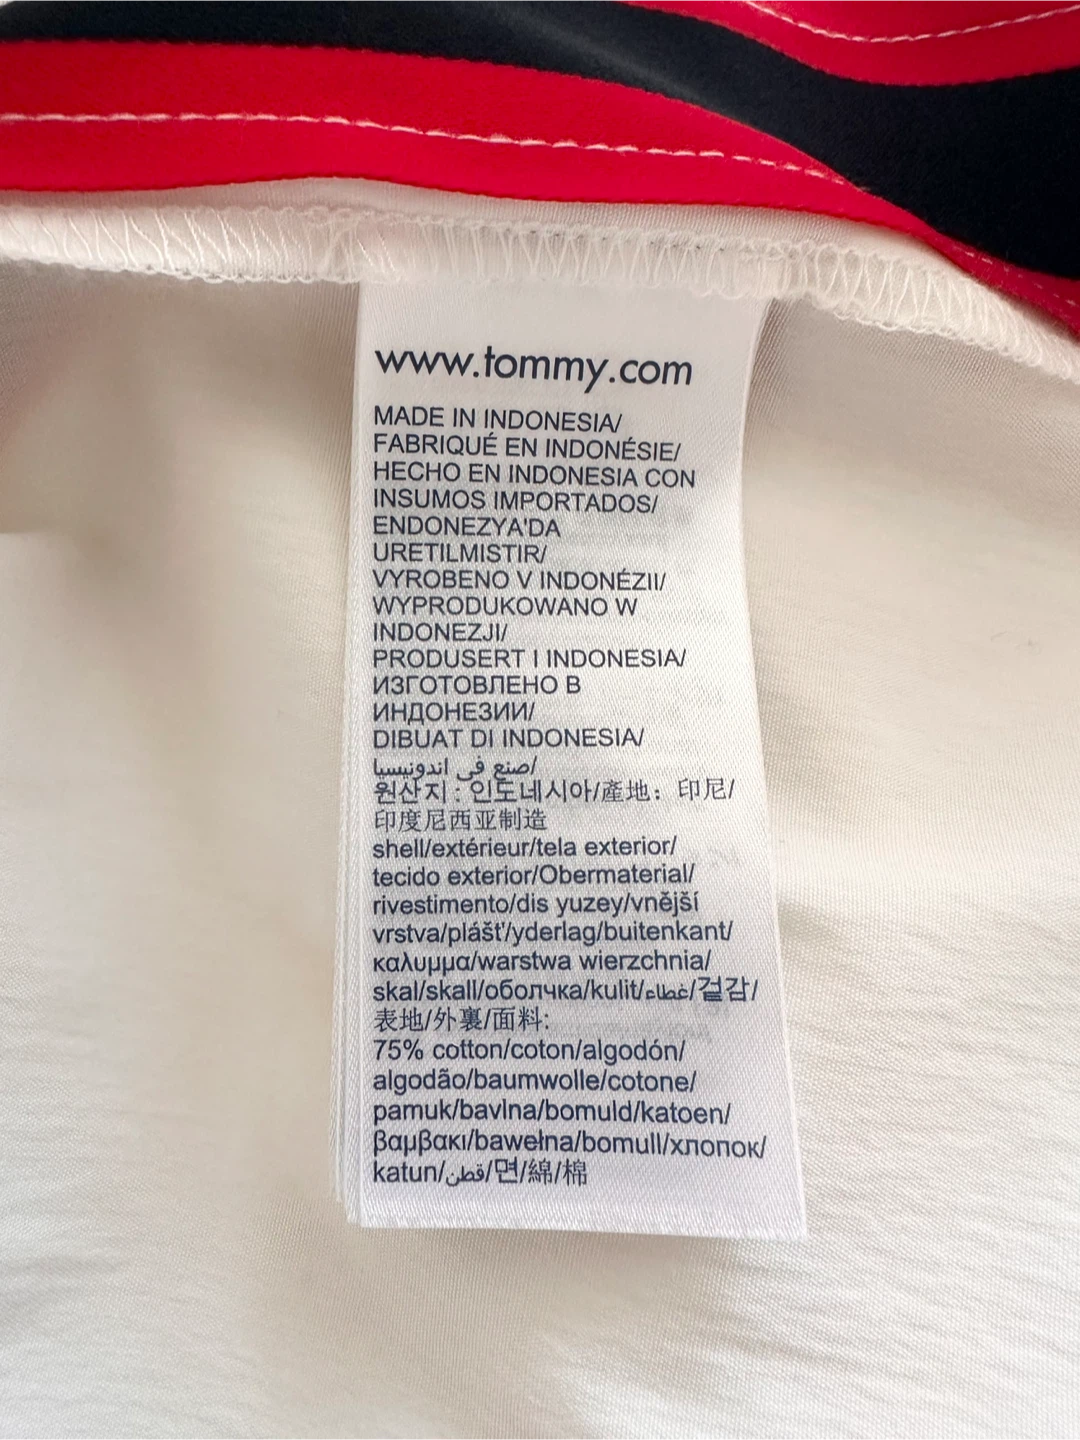 www.tommy.com
MADE IN INDONESIA/
FABRIQUÉ EN INDONÉSIE/
HECHO EN INDONESIA CON
INSUMOS IMPORTADOS/
ENDONEZYA'DA
URETILMISTIR/
VYROBENO V INDONÉZII/
WYPRODUKOWANO W
INDONEZJI/
PRODUSERT I INDONESIA/
ИЗГОТОВЛЕНО В
ИНДОНЕЗИИ/
DIBUAT DI INDONESIA/
صنع في اندونيسيا/
원산지 : 인도네시아/產地：印尼/
印度尼西亚制造
shell/extérieur/tela exterior/
tecido exterior/Obermaterial/
rivestimento/dis yuzey/vnější
vrstva/plášť/yderlag/buitenkant/
καλυμμα/warstwa wierzchnia/
skal/skall/оболчка/kulit/غطاء/겉감/
表地/外裏/面料:
75% cotton/coton/algodón/
algodão/baumwolle/cotone/
pamuk/bavlna/bomuld/katoen/
βαμβακι/bawełna/bomull/хлопок/
katun/قطن/면/綿/棉